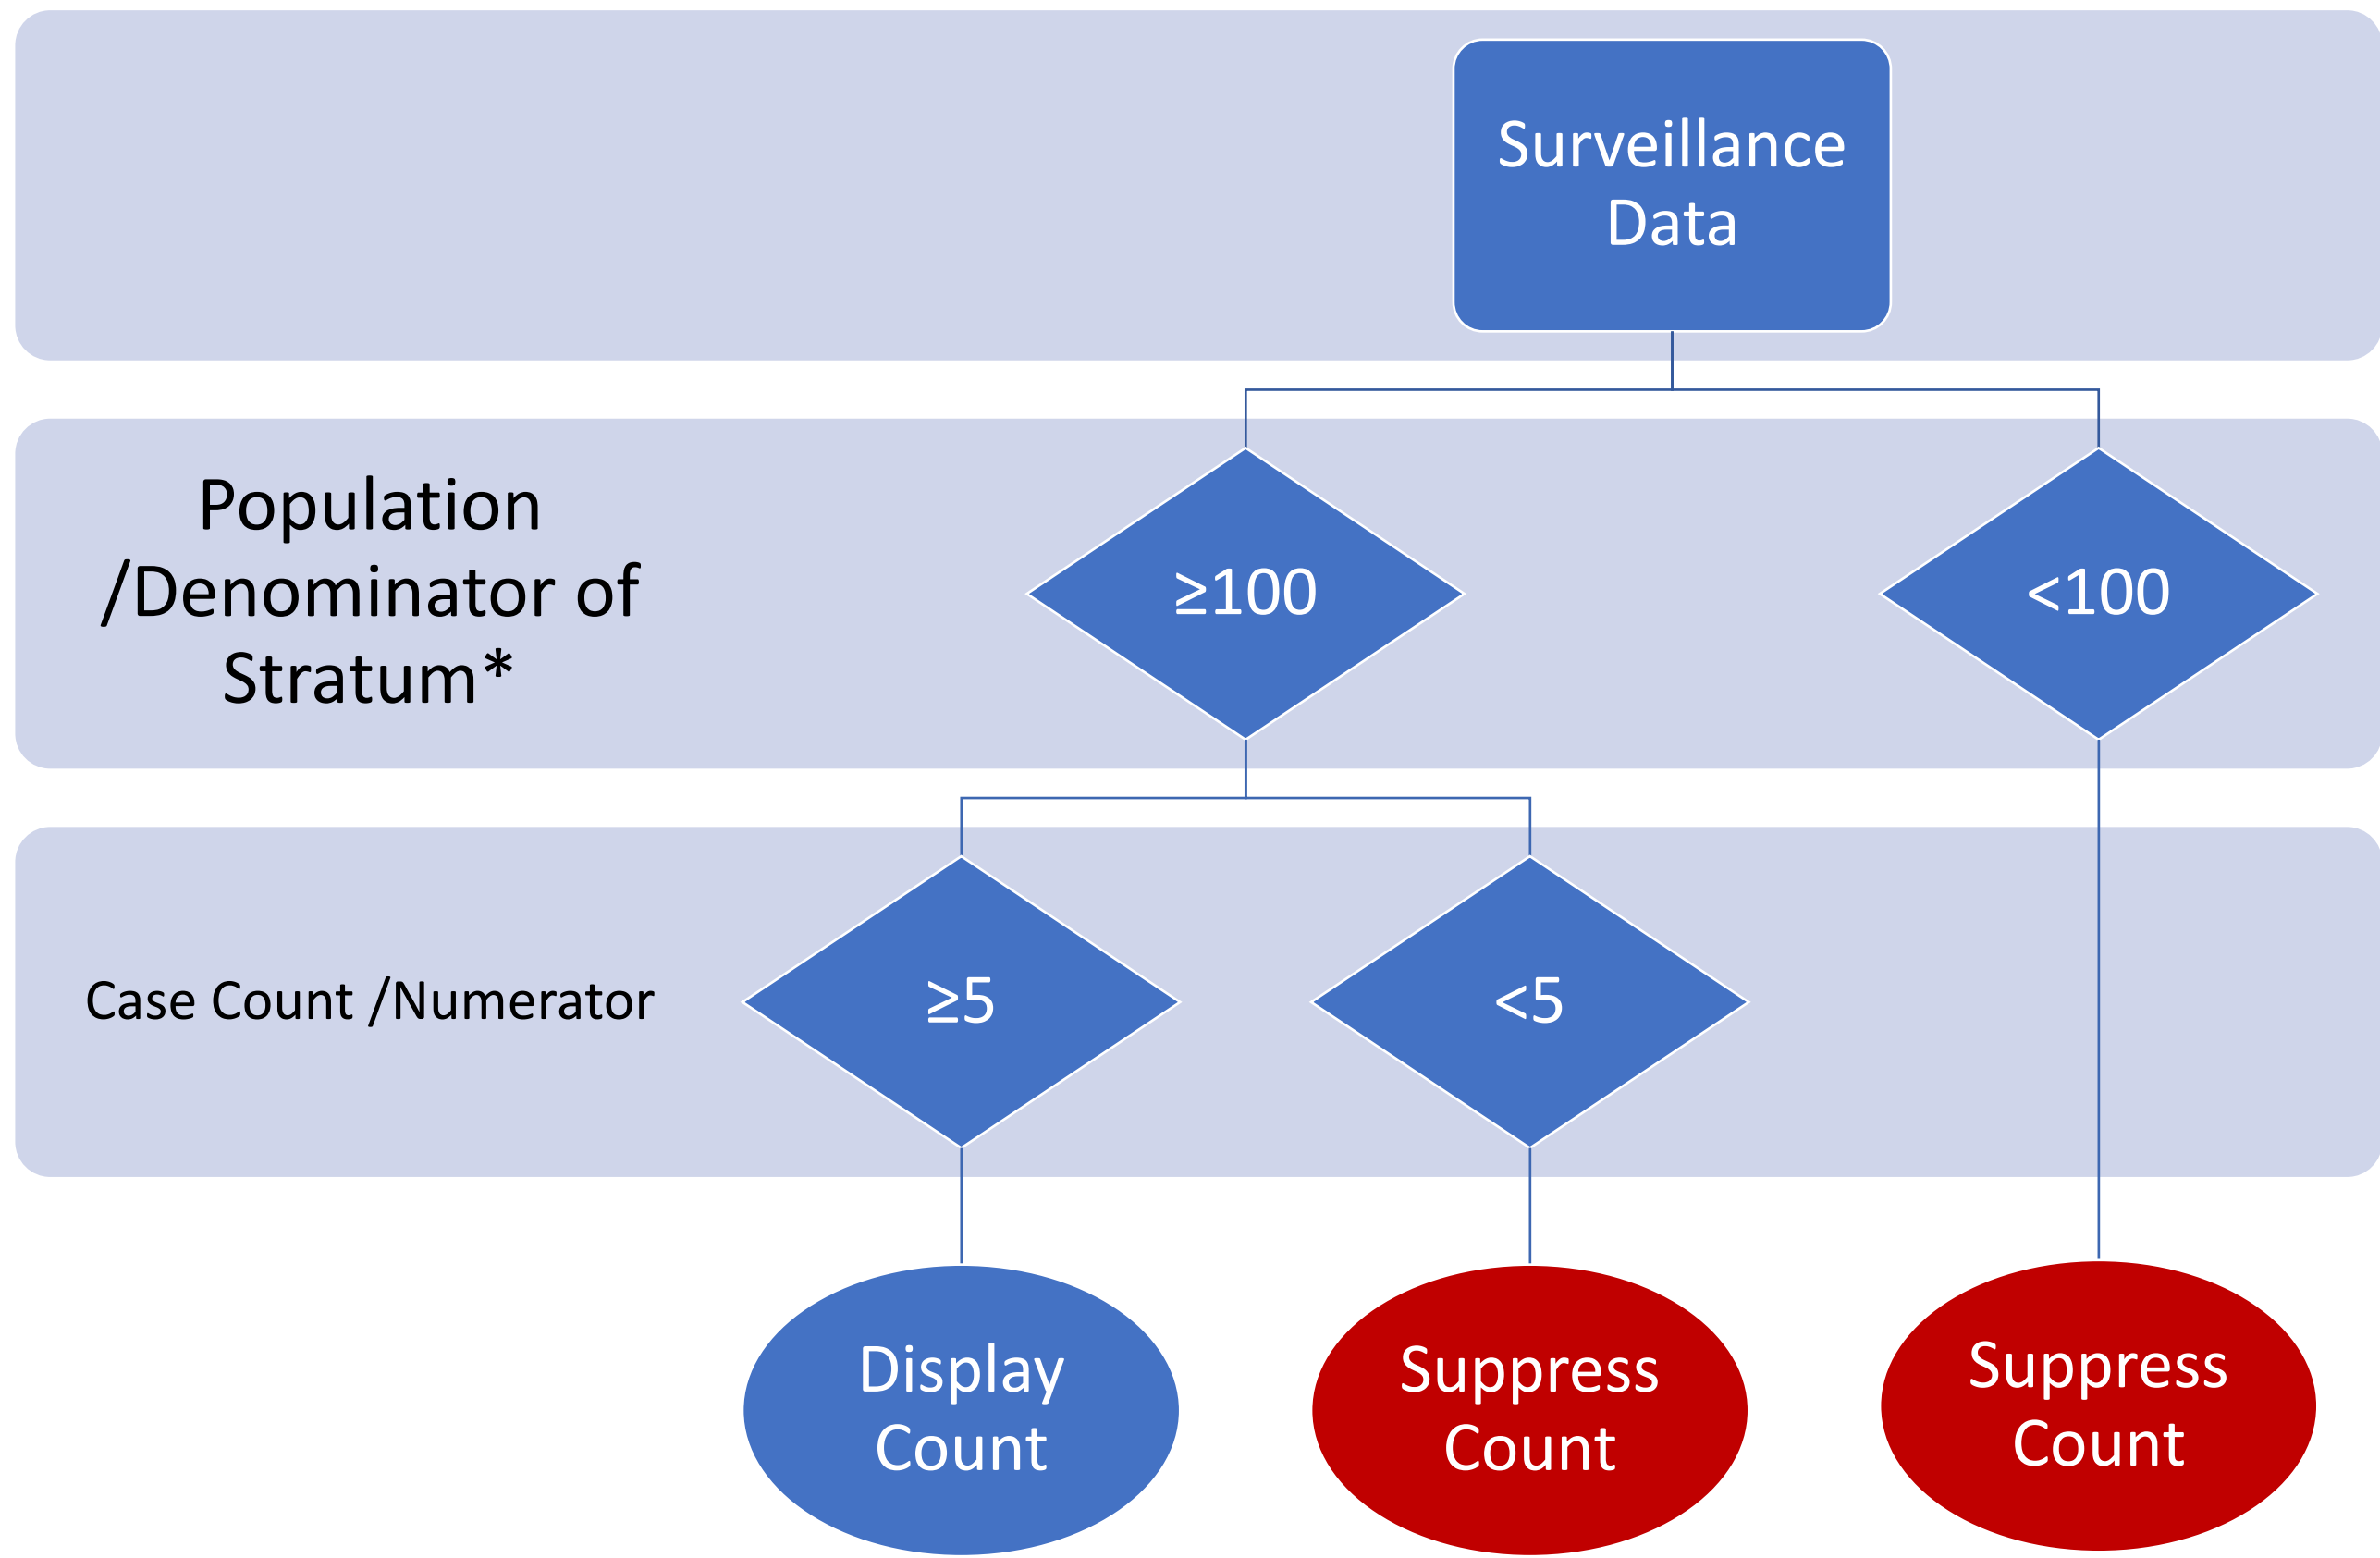 Surveillance
Data
Population
/Denominator of
Stratum*
≥100
<100
Case Count /Numerator
≥5
<5
Display
Count
Suppress
Count
Suppress
Count